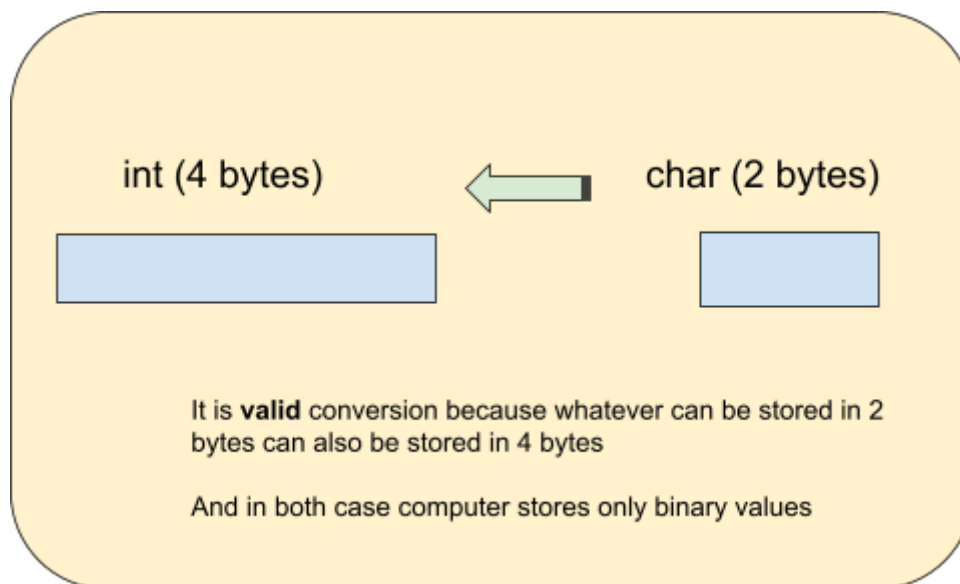 int (4 bytes)
char (2 bytes)
It is valid conversion because whatever can be stored in 2
bytes can also be stored in 4 bytes
And in both case computer stores only binary values